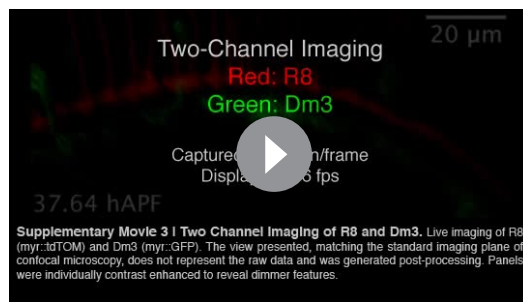 20 µm
Two-Channel Imaging
Red: R8
Green: Dm3
Captured n/frame
Display 6 fps
37.64 hAPF
Supplementary Movie 3 | Two Channel Imaging of R8 and Dm3. Live imaging of R8
(myr::tdTOM) and Dm3 (myr::GFP). The view presented, matching the standard imaging plane of
confocal microscopy, does not represent the raw data and was generated post-processing. Panels
were individually contrast enhanced to reveal dimmer features.